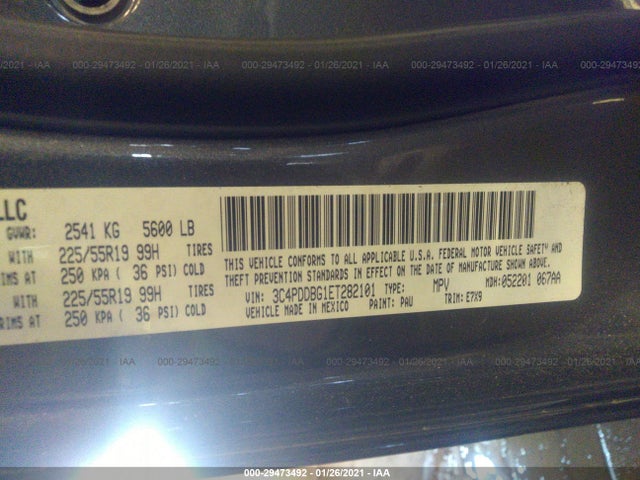 000-29473492 - 01/26/2021 - IAA
LLC
GVWR: 2541 KG 5600 LB
WITH 225/55R19 99H TIRES
RIMS AT 250 KPA ( 36 PSI) COLD
WITH 225/55R19 99H TIRES
RIMS AT 250 KPA ( 36 PSI) COLD
THIS VEHICLE CONFORMS TO ALL APPLICABLE U.S.A. FEDERAL MOTOR VEHICLE SAFETY AND
THEFT PREVENTION STANDARDS IN EFFECT ON THE DATE OF MANUFACTURE SHOWN ABOVE.
VIN: 3C4PDDBG1ET282101 TYPE: MPV MDH: 052201 067AA
VEHICLE MADE IN MEXICO PAINT: PAU TRIM: E7X9
000-29473492 - 01/26/2021 - IAA
000-29473492 - 01/26/2021 - IAA